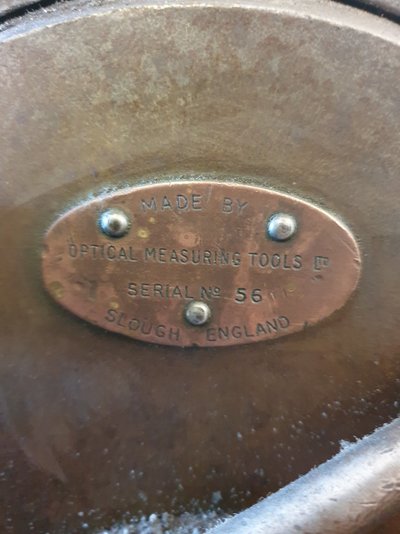 MADE BY
OPTICAL MEASURING TOOLS LTD
SERIAL No 56
SLOUGH ENGLAND